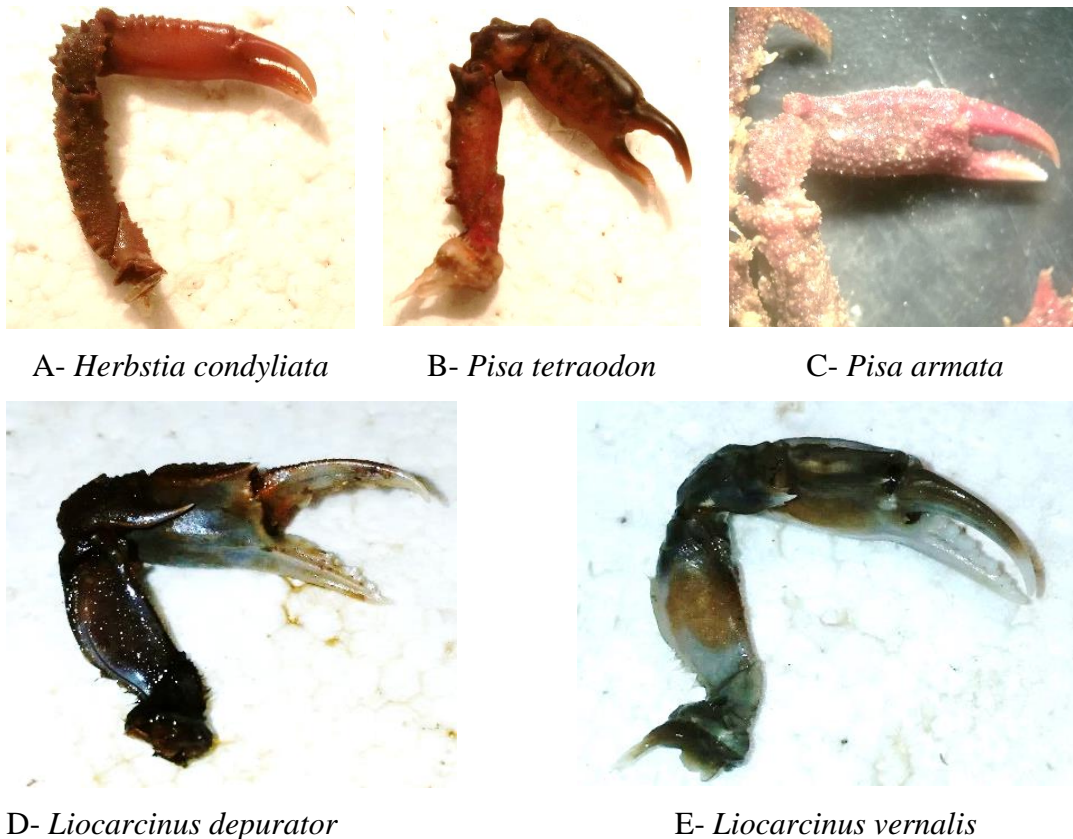 A- Herbstia condyliata
B- Pisa tetraodon
C- Pisa armata
D- Liocarcinus depurator
E- Liocarcinus vernalis